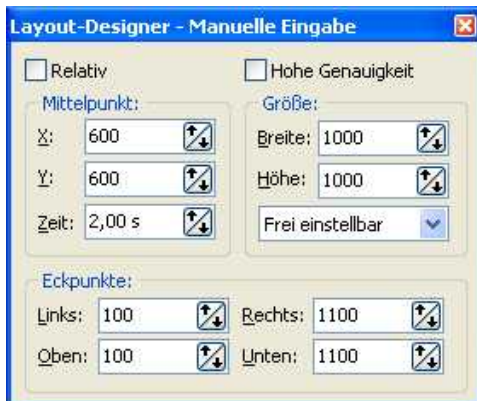 Layout-Designer - Manuelle Eingabe
Relativ
Hohe Genauigkeit
Mittelpunkt:
X: 600
Y: 600
Zeit: 2,00 s
Größe:
Breite: 1000
Höhe: 1000
Frei einstellbar
Eckpunkte:
Links: 100 Rechts: 1100
Oben: 100 Unten: 1100